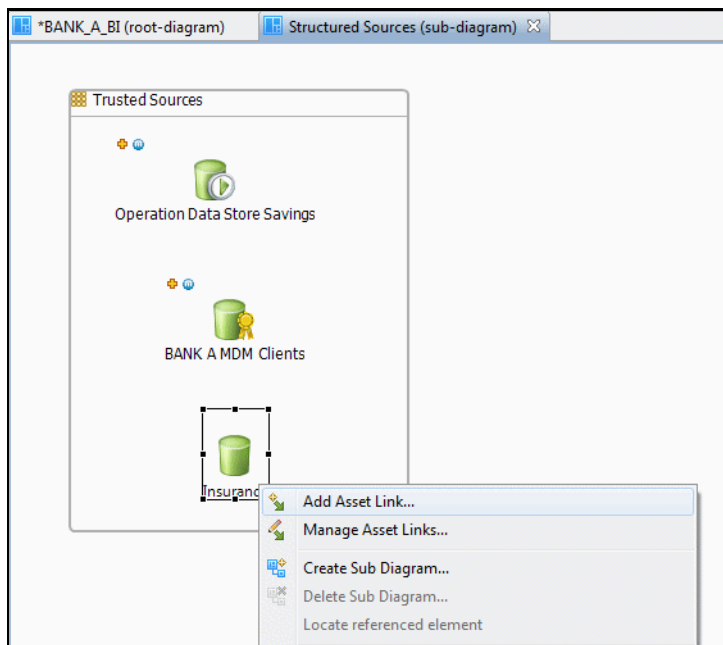 *BANK_A_BI (root-diagram)
Structured Sources (sub-diagram)
Trusted Sources
Operation Data Store Savings
BANK A MDM Clients
Insuranc
Add Asset Link...
Manage Asset Links...
Create Sub Diagram...
Delete Sub Diagram...
Locate referenced element